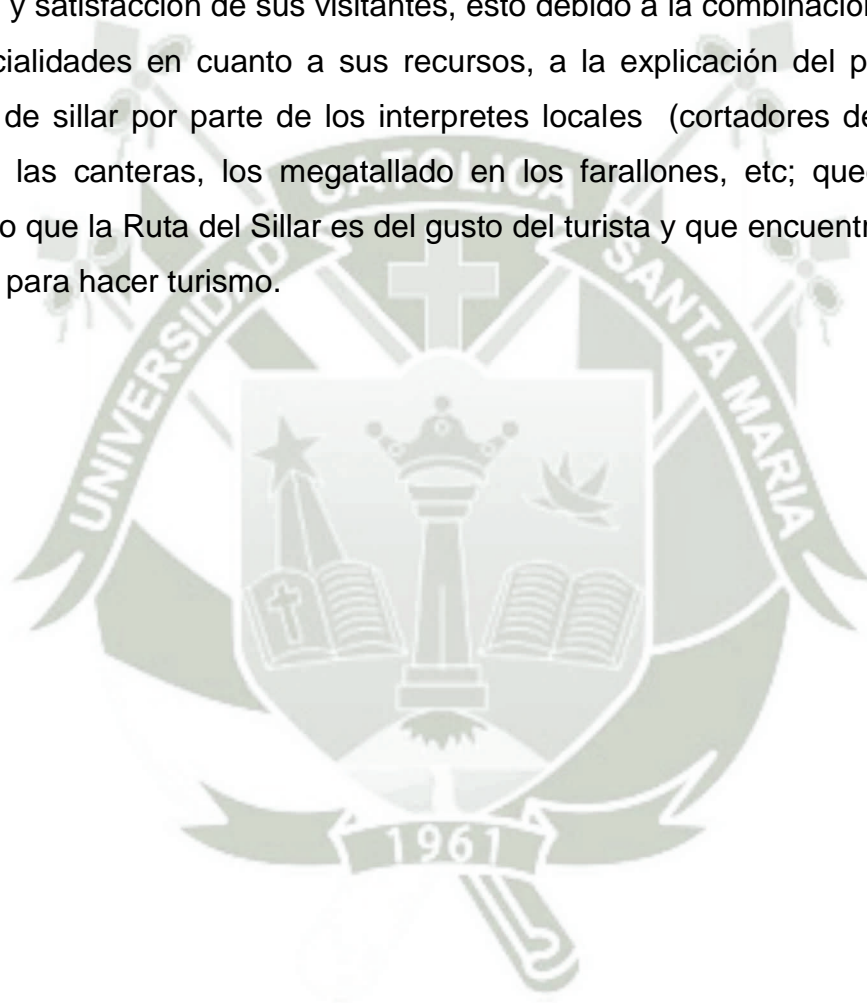 y satisfacción de sus visitantes, esto debido a la combinación
cialidades en cuanto a sus recursos, a la explicación del p
de sillar por parte de los interpretes locales (cortadores de
las canteras, los megatallado en los farallones, etc; que
o que la Ruta del Sillar es del gusto del turista y que encuentr
para hacer turismo.
UNIVERSIDAD CATOLICA SANTA MARIA
1961